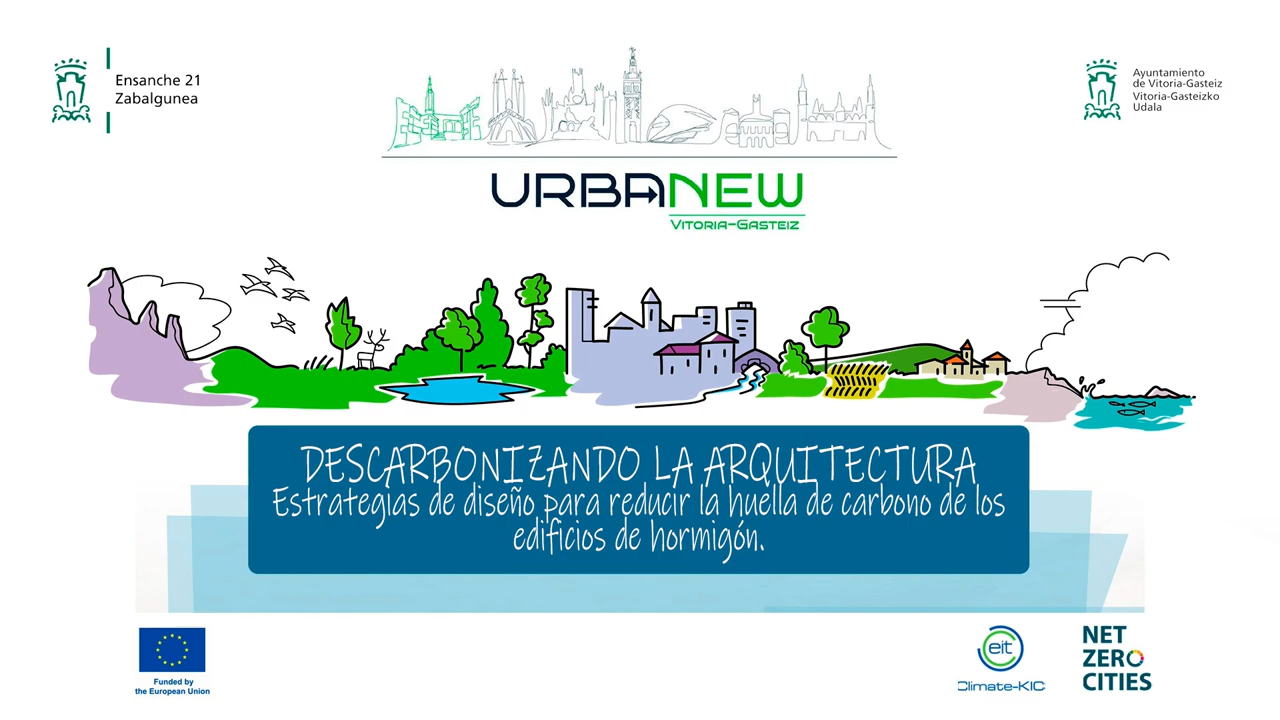 Ensanche 21
Zabalgunea
Ayuntamiento
de Vitoria-Gasteiz
Vitoria-Gasteizko
Udala
URBANEW
VITORIA-GASTEIZ
DESCARBONIZANDO LA ARQUITECTURA
Estrategias de diseño para reducir la huella de carbono de los
edificios de hormigón.
Funded by
the European Union
eit
Climate-KIC
NET
ZERO
CITIES